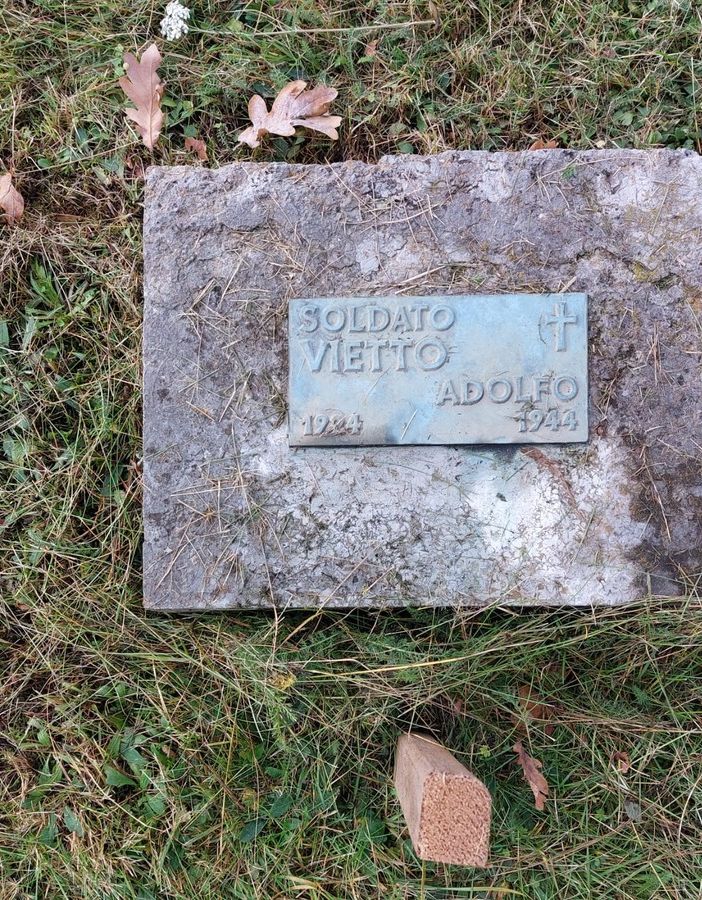 SOLDATO
VIETTO
ADOLFO
1924 1944